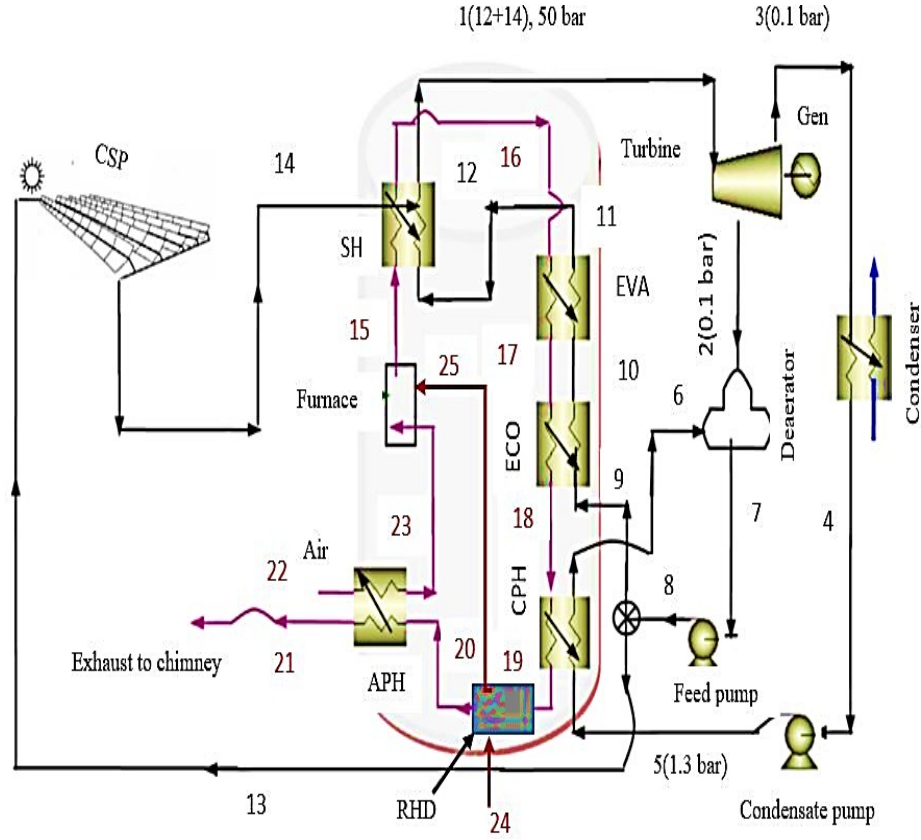 1(12+14), 50 bar
3(0.1 bar)
Gen
CSP
14
12
16
Turbine
11
SH
EVA
2(0.1 bar)
Condenser
15
17
25
10
Furnace
6
Deaerator
ECO
9
23
18
7
4
Air
22
CPH
8
Exhaust to chimney
21
APH
20
19
Feed pump
5(1.3 bar)
13
RHD
24
Condensate pump